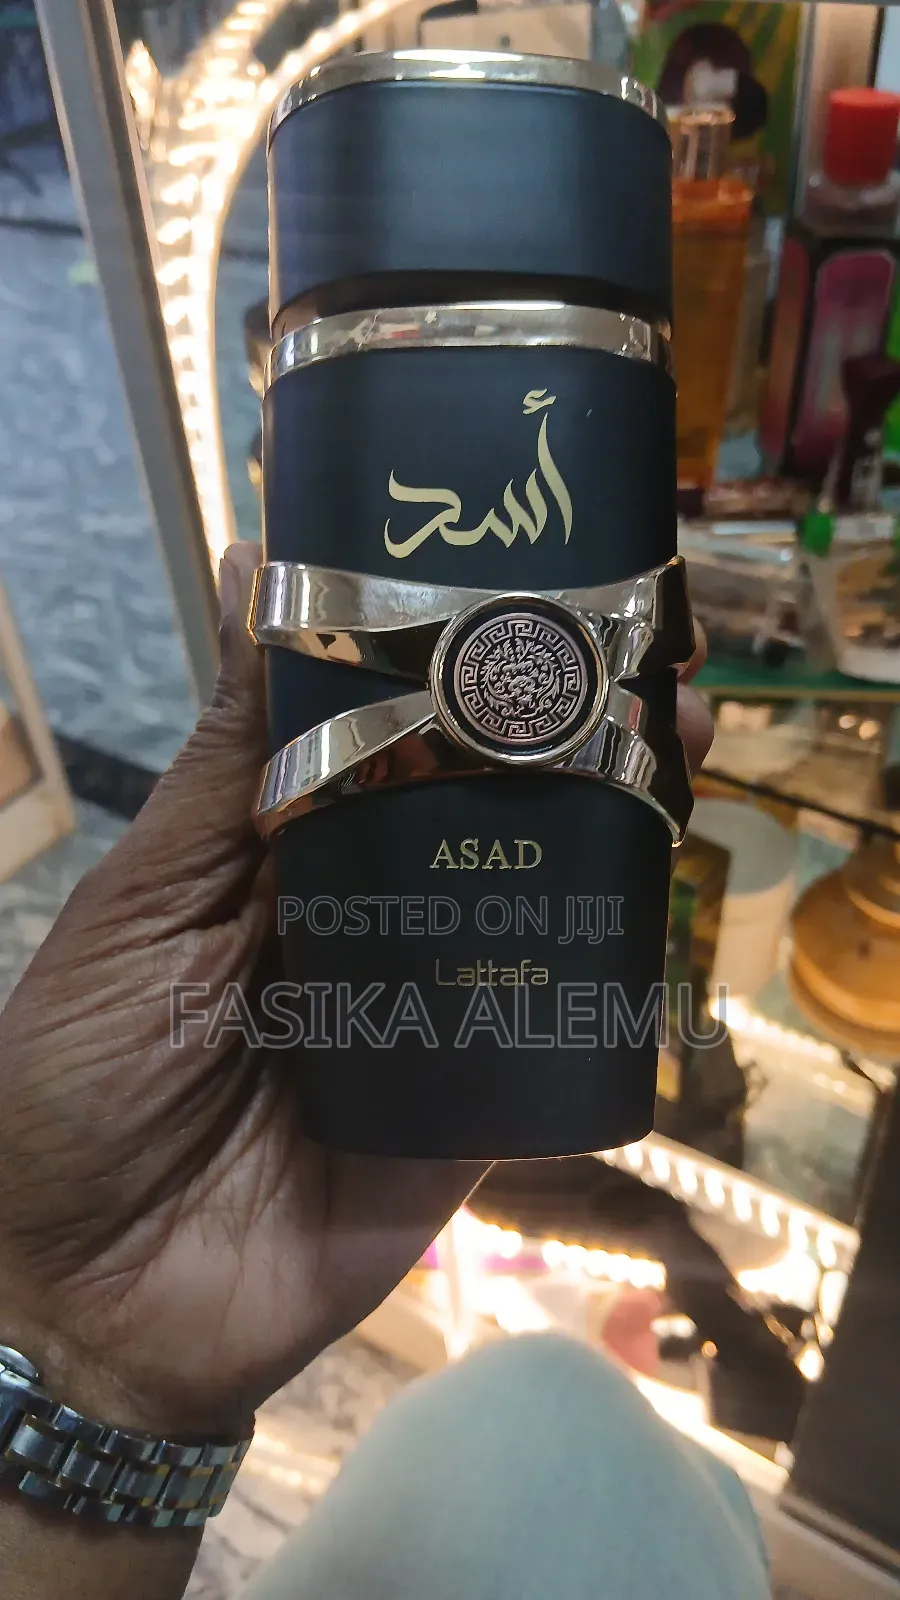 أسد
ASAD
POSTED ON JIJI
Lattafa
FASIKA ALEMU